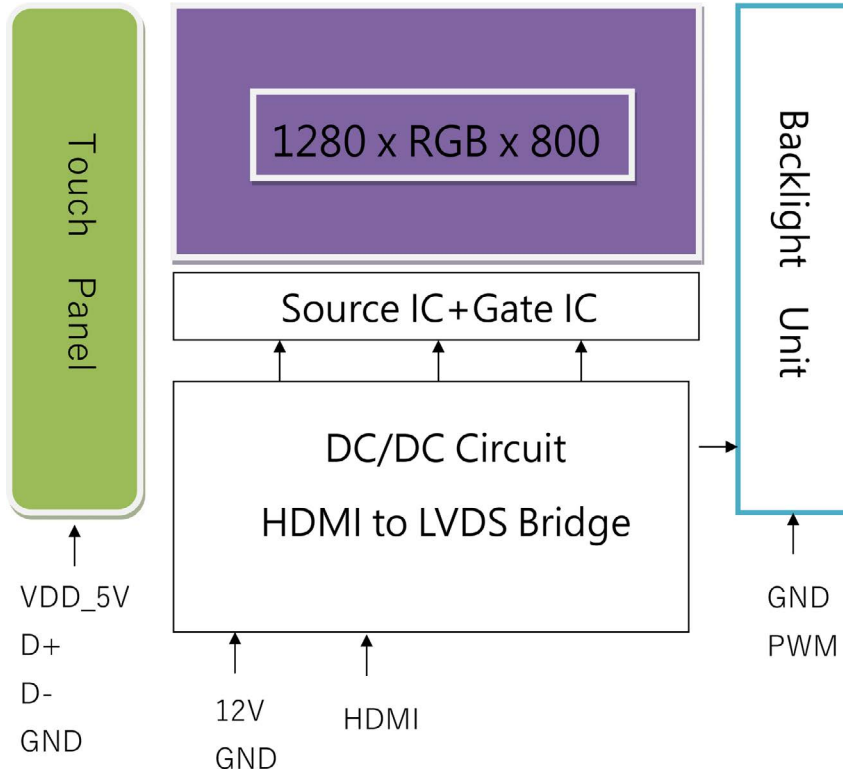 Touch Panel
1280 x RGB x 800
Backlight Unit
Source IC+Gate IC
DC/DC Circuit
HDMI to LVDS Bridge
VDD_5V
D+
D-
GND
12V
GND
HDMI
GND
PWM